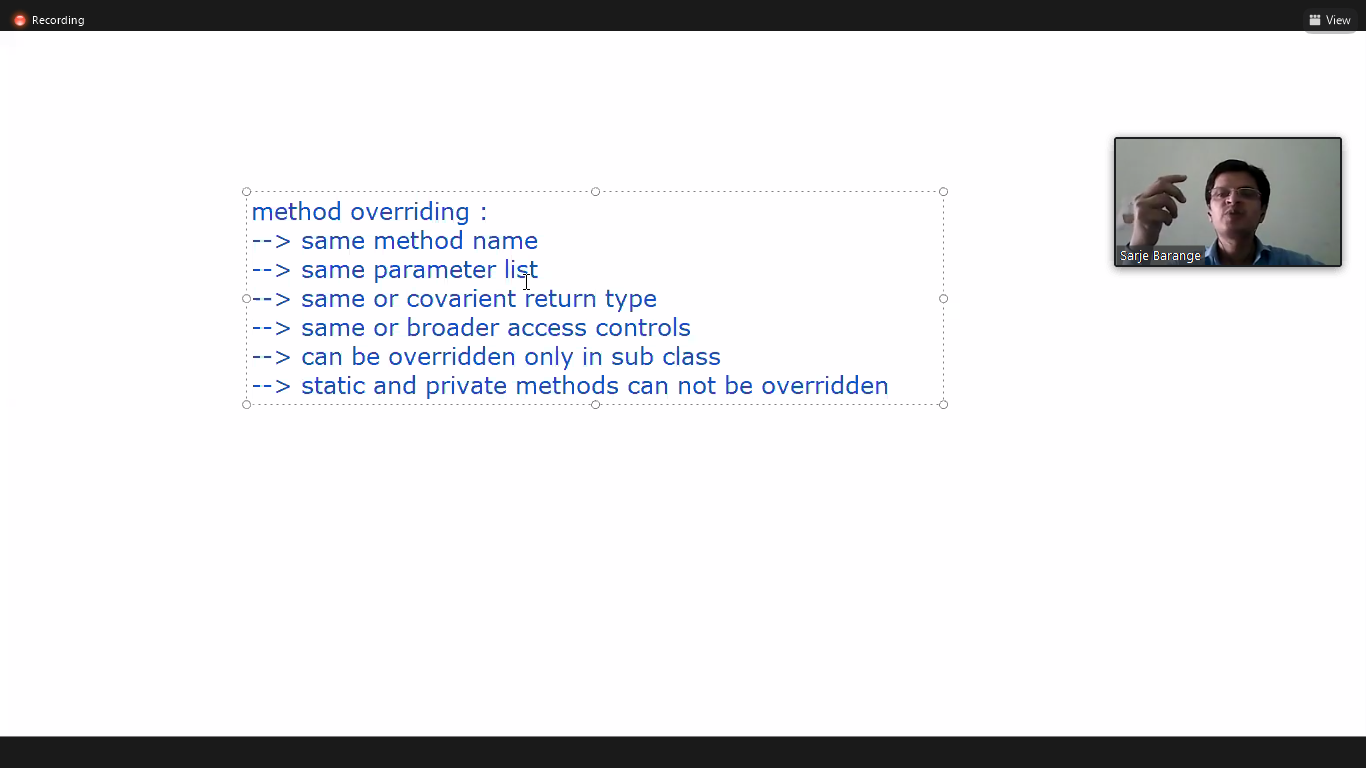 Recording
View
method overriding :
--> same method name
--> same parameter list
--> same or covarient return type
--> same or broader access controls
--> can be overridden only in sub class
--> static and private methods can not be overridden
Sarje Barange